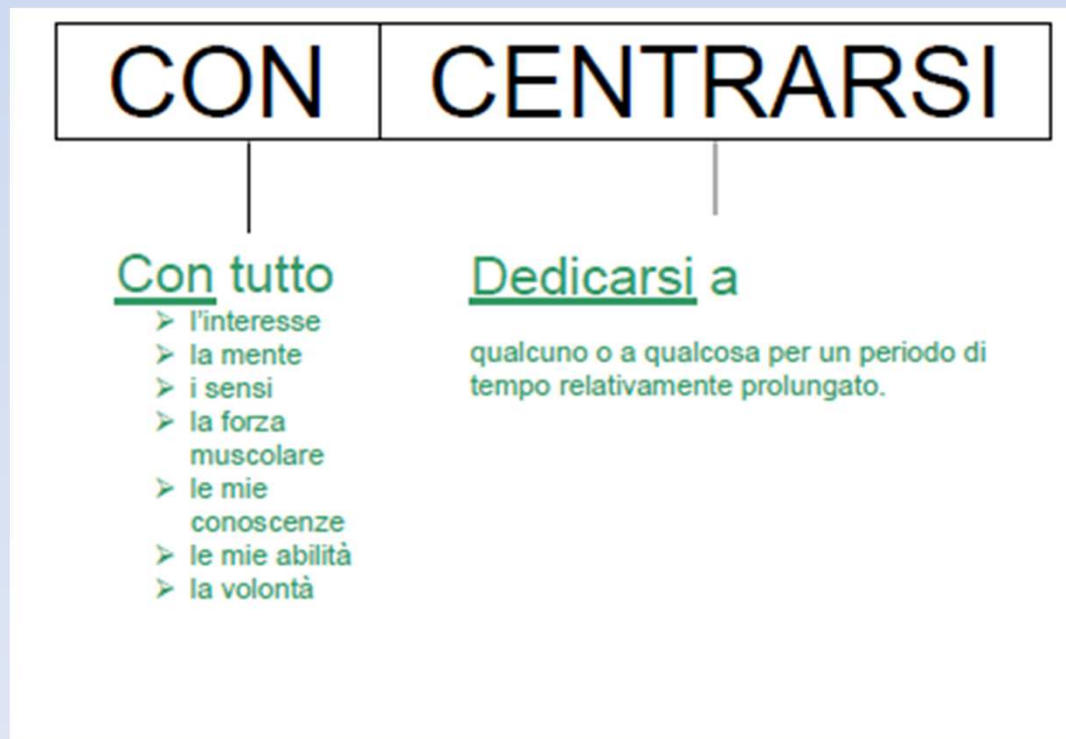 CON CENTRARSI
Con tutto
➢ l'interesse
➢ la mente
➢ i sensi
➢ la forza
muscolare
➢ le mie
conoscenze
➢ le mie abilità
➢ la volontà
Dedicarsi a
qualcuno o a qualcosa per un periodo di
tempo relativamente prolungato.